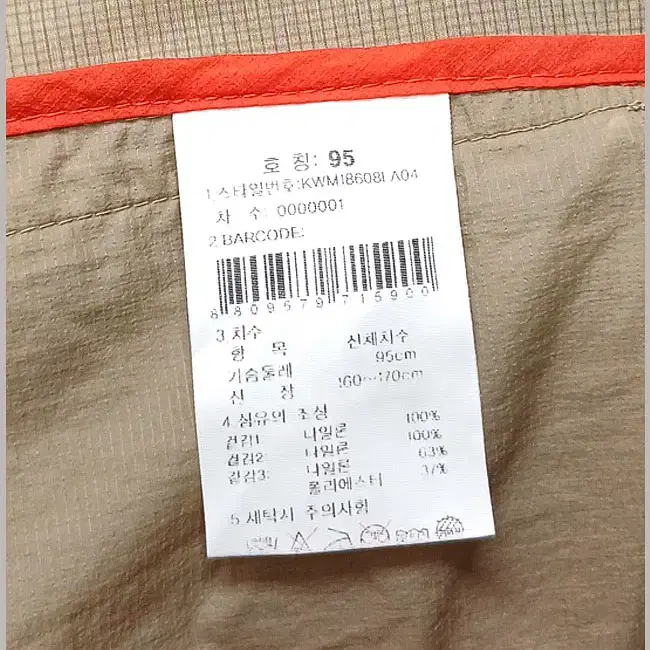 호 칭: 95
1.스타일번호:KWM18608LA04
차 수: 0000001
2.BARCODE:
8809579715900
3.치수
항 목 신체치수
가슴둘레 95cm
신 장 160~170cm
4.섬유의 조성
겉감1: 나일론 100%
겉감2: 나일론 100%
겉감3: 나일론 63%
폴리에스터 37%
5.세탁시 주의사항